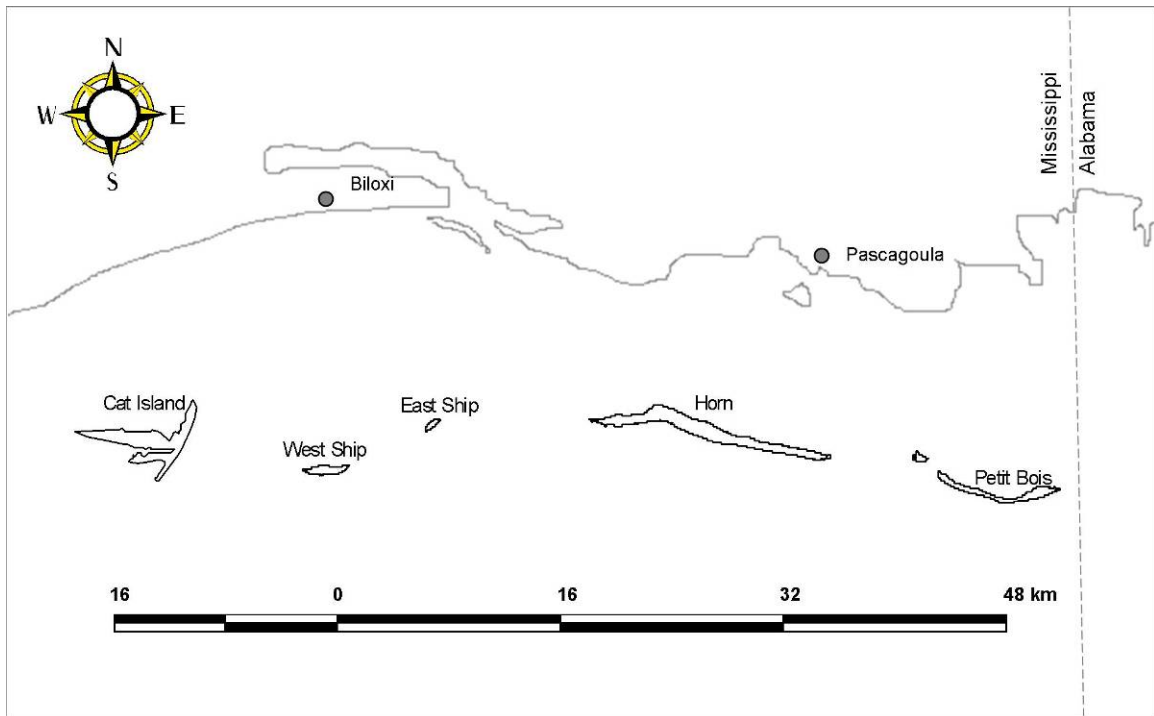 N
W E
S
Mississippi
Alabama
Biloxi
Pascagoula
Cat Island
East Ship
Horn
West Ship
Petit Bois
16 0 16 32 48 km